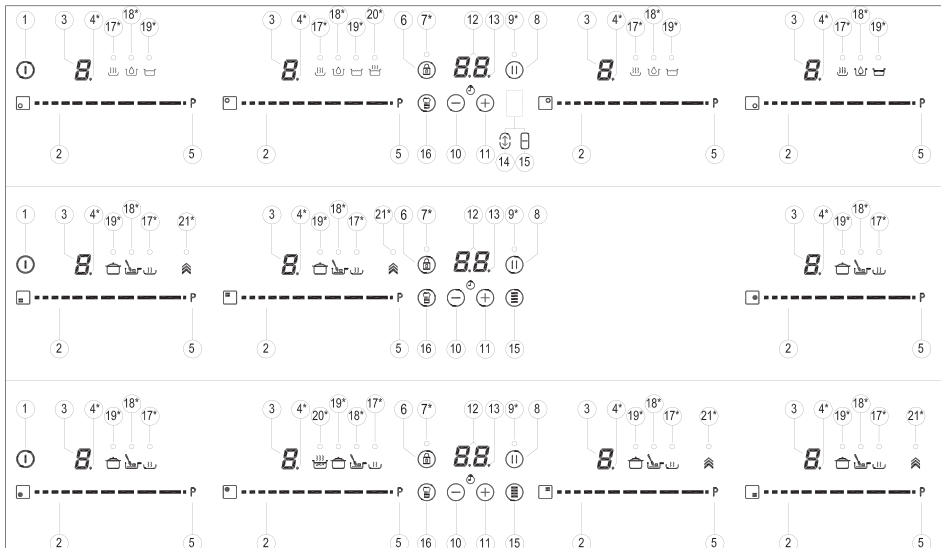 18* 18* 20* 18* 18*
1 3 4* 17* 19* 3 4* 17* 19* 6 7* 12 13 9* 8 3 4* 17* 19* 3 4* 17* 19*
8. 8. 8.8. 8. 8.
P P P P
2 5 2 5 16 10 11 14 15 2 5 2 5
18* 18* 18*
1 3 4* 19* 17* 21* 3 4* 19* 17* 21* 6 7* 12 13 9* 8 3 4* 19* 17*
8. 8. 8.8. 8.
P P P
2 5 2 5 16 10 11 15 2 5
18* 19* 17* 18* 18*
1 3 4* 19* 17* 3 4* 20* 18* 6 7* 12 13 9* 8 3 4* 19* 17* 21* 3 4* 19* 17* 21*
8. 8. 8.8. 8. 8.
P P P P
2 5 2 5 16 10 11 15 2 5 2 5